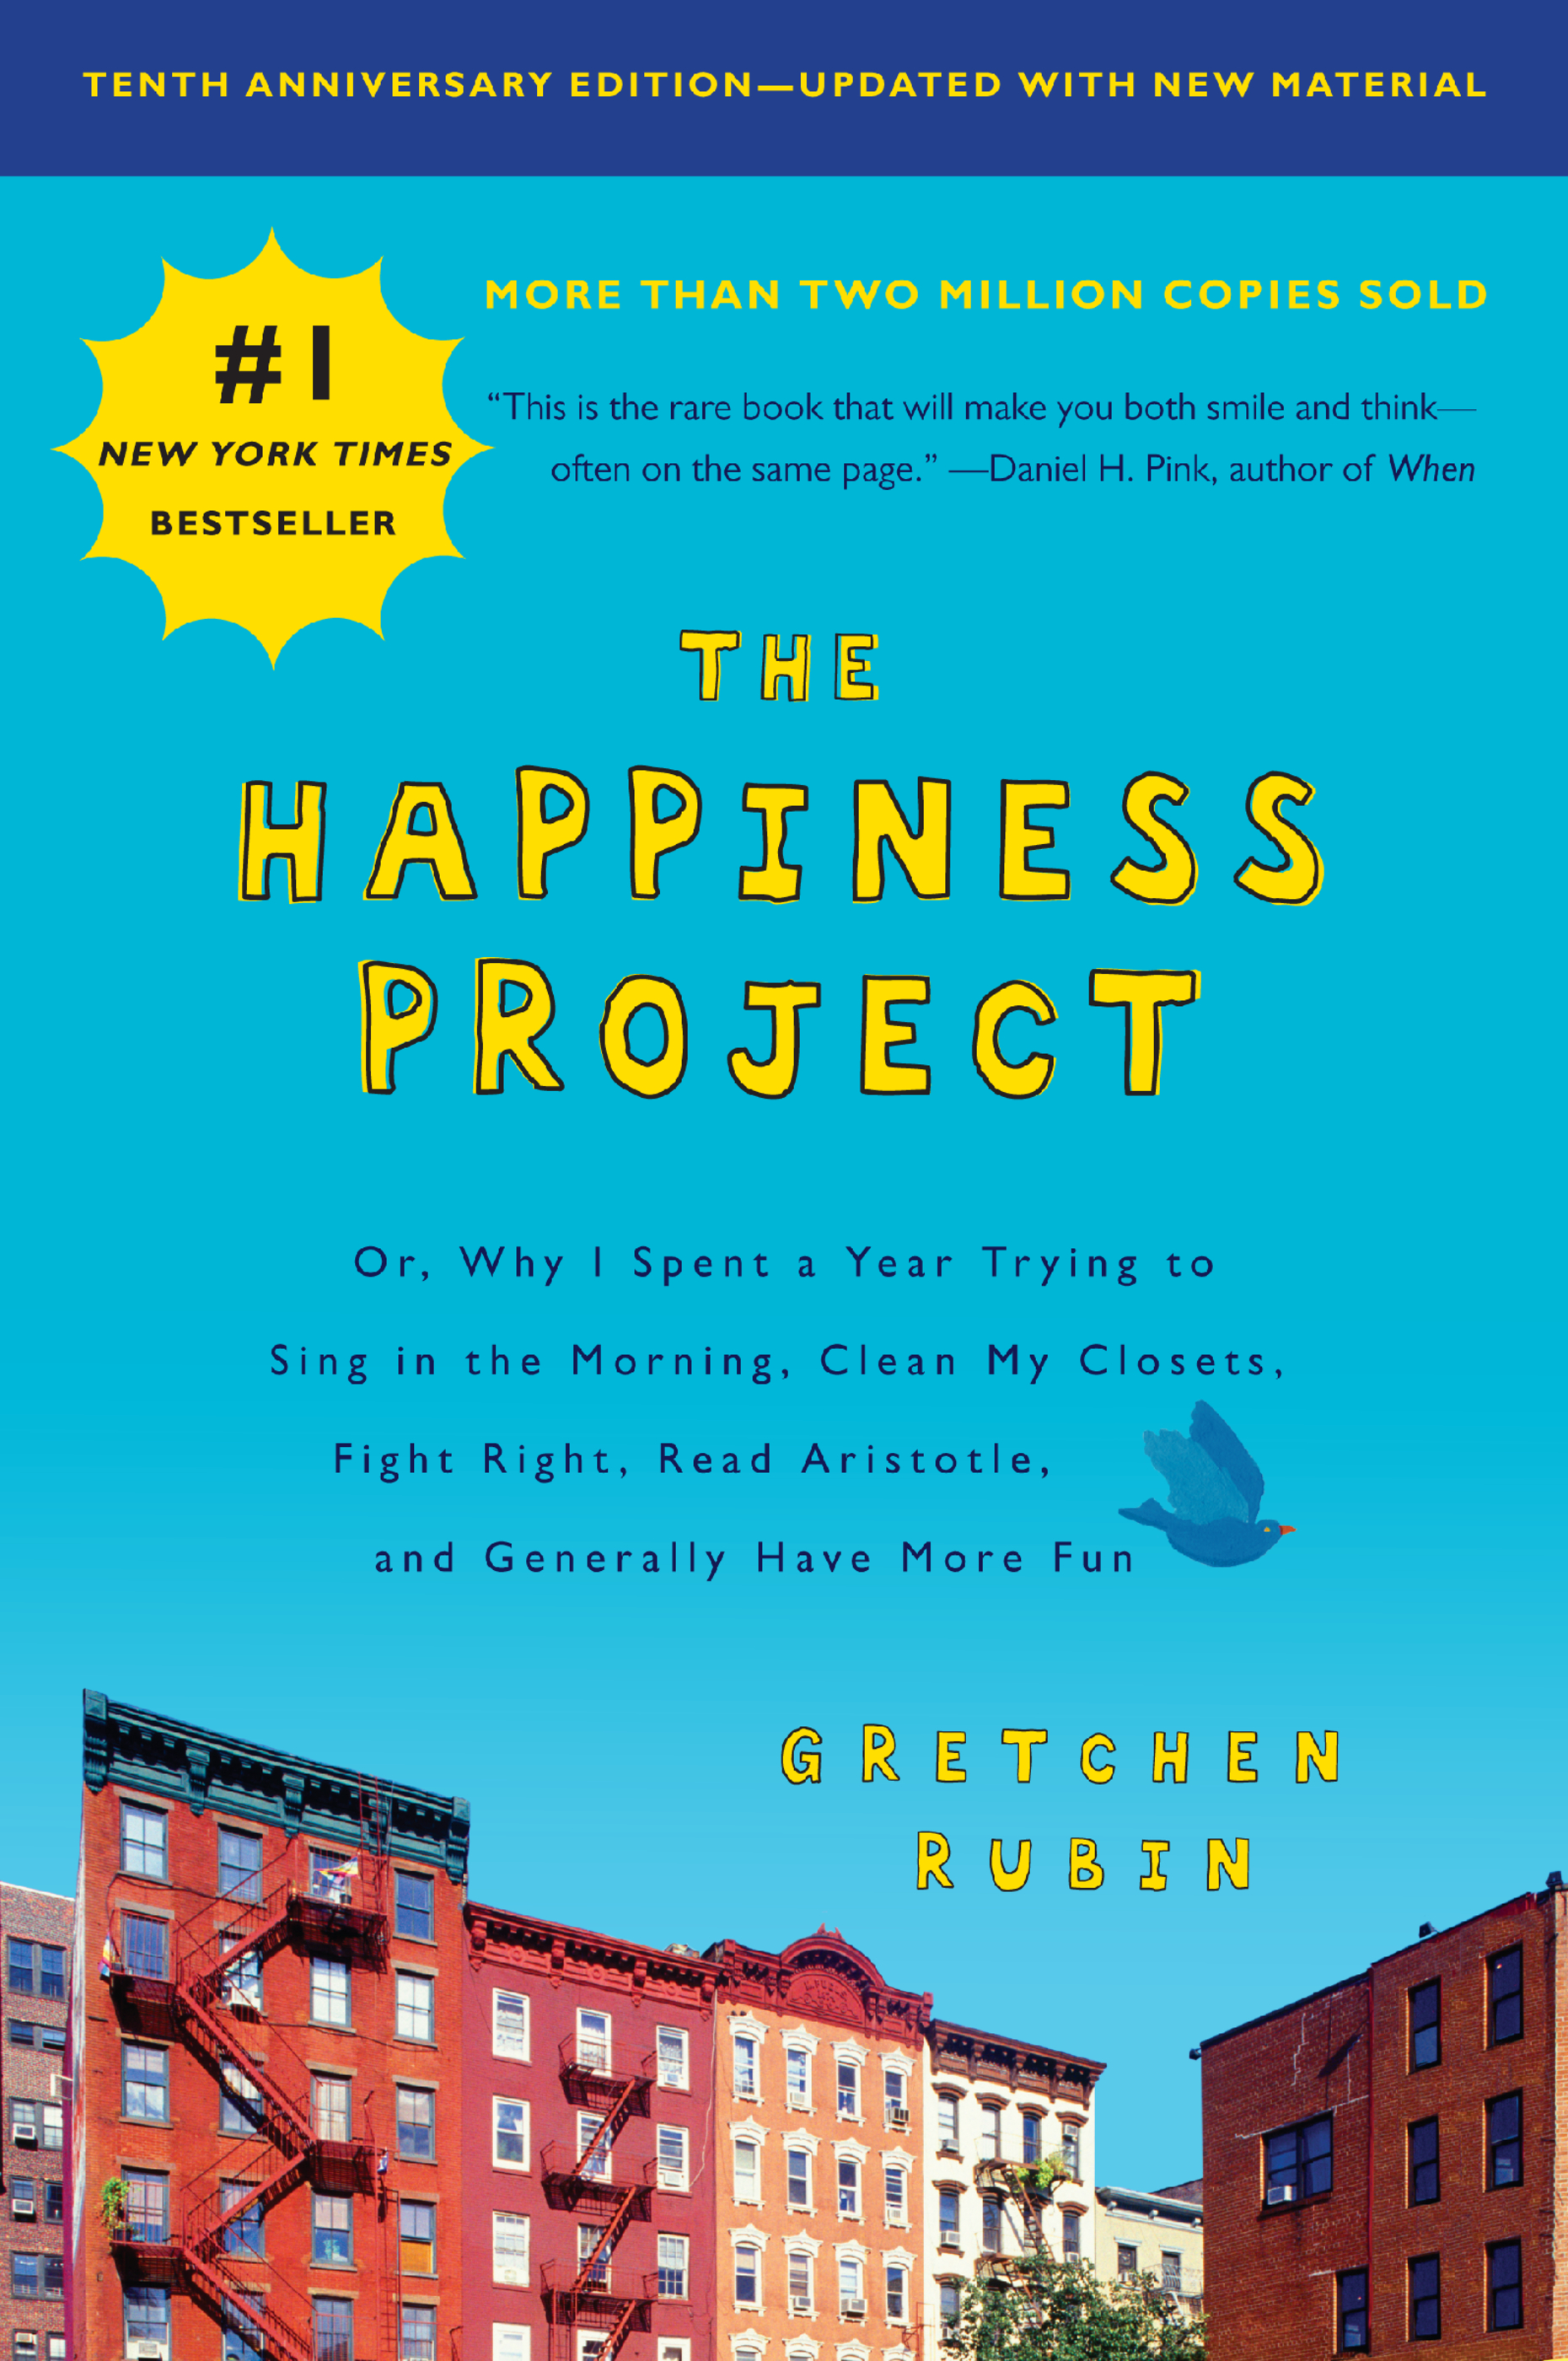 TENTH ANNIVERSARY EDITION—UPDATED WITH NEW MATERIAL
#1
NEW YORK TIMES
BESTSELLER
MORE THAN TWO MILLION COPIES SOLD
“This is the rare book that will make you both smile and think—
often on the same page.” —Daniel H. Pink, author of When
THE
HAPPINESS
PROJECT
Or, Why I Spent a Year Trying to
Sing in the Morning, Clean My Closets,
Fight Right, Read Aristotle,
and Generally Have More Fun
GRETCHEN
RUBIN